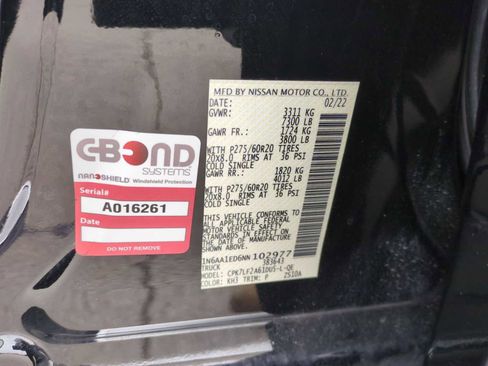 C-BOND
SYSTEMS
NANOSHIELD Windshield Protection
Serial#
A016261
Date
DO NOT REMOVE
MFD BY NISSAN MOTOR CO., LTD.
DATE: 02/22
GVWR: 3311 KG
7300 LB
GAWR FR.: 1724 KG
3800 LB
WITH P275/60R20 TIRES
20X8.0 RIMS AT 36 PSI
COLD SINGLE
GAWR RR.: 1820 KG
4012 LB
WITH P275/60R20 TIRES
20X8.0 RIMS AT 36 PSI
COLD SINGLE
THIS VEHICLE CONFORMS TO
ALL APPLICABLE FEDERAL
MOTOR VEHICLE SAFETY
STANDARDS IN EFFECT ON
THE DATE OF MANUFACTURE
SHOWN ABOVE.
1N6AA1ED6NN102977
TRUCK 383643
MODEL: CPK7LF2A61DU5-L-QE
COLOR: KH3 TRIM: P ZS10A